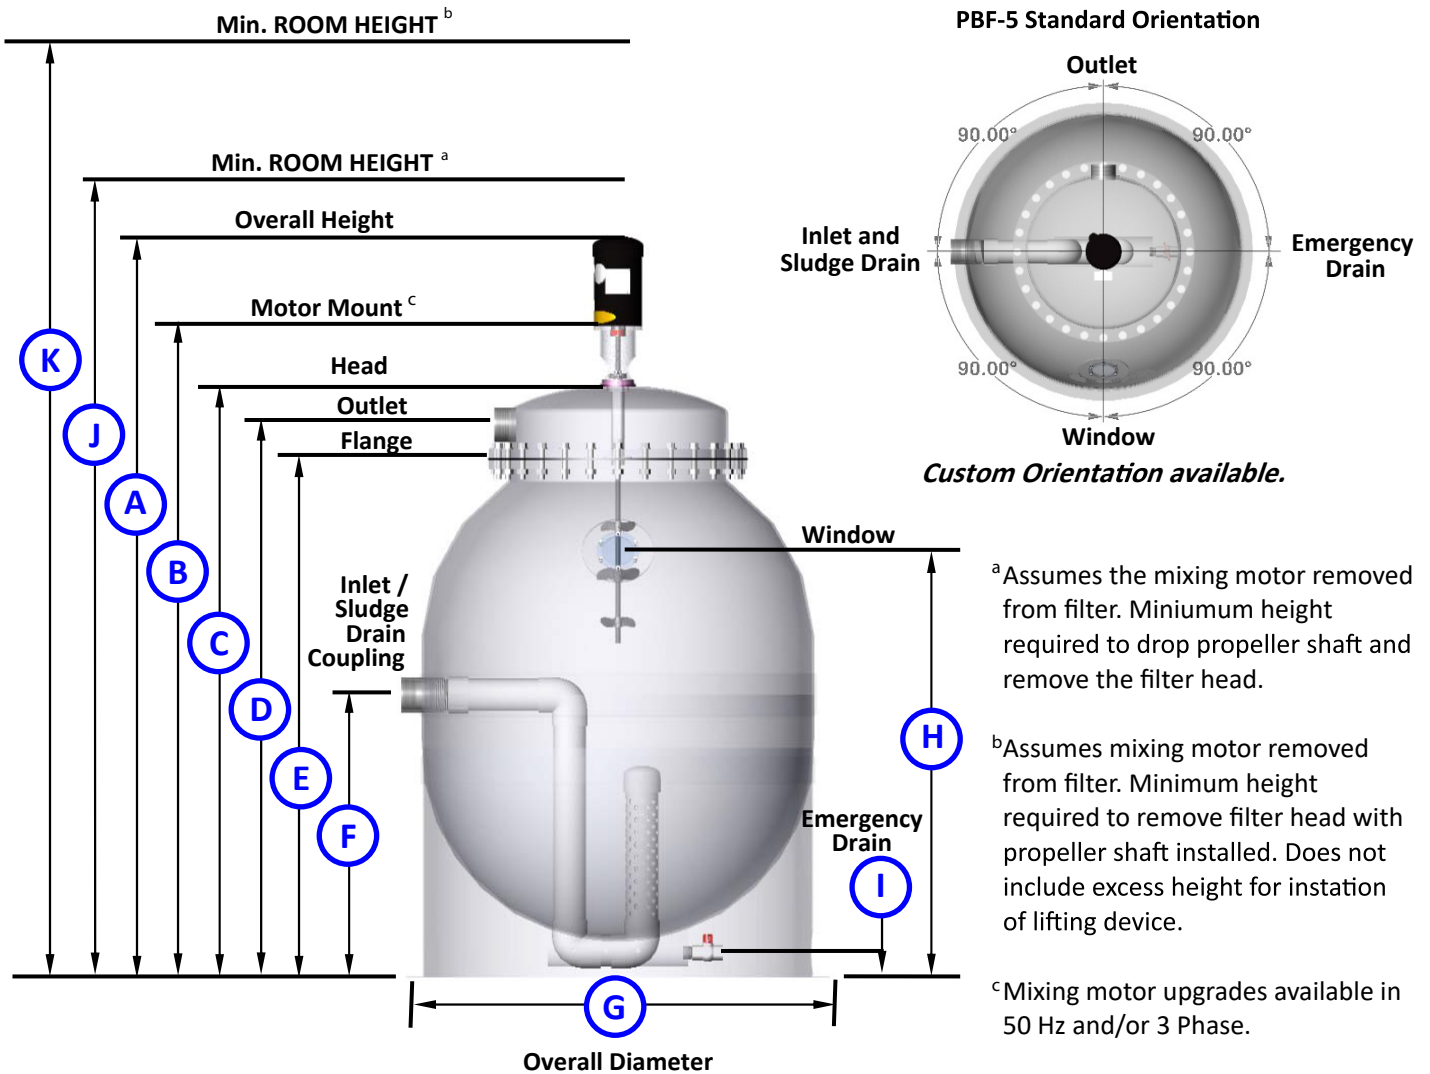 Min. ROOM HEIGHT b
Min. ROOM HEIGHT a
Overall Height
Motor Mount c
Head
Outlet
Flange
K
J
A
B
C
D
E
F
Inlet /
Sludge
Drain
Coupling
Window
H
Emergency
Drain
I
G
Overall Diameter
PBF-5 Standard Orientation
Outlet
90.00°
90.00°
Inlet and
Sludge Drain
Emergency
Drain
90.00°
90.00°
Window
Custom Orientation available.
a Assumes the mixing motor removed
from filter. Miniumum height
required to drop propeller shaft and
remove the filter head.
b Assumes mixing motor removed
from filter. Minimum height
required to remove filter head with
propeller shaft installed. Does not
include excess height for instation
of lifting device.
c Mixing motor upgrades available in
50 Hz and/or 3 Phase.